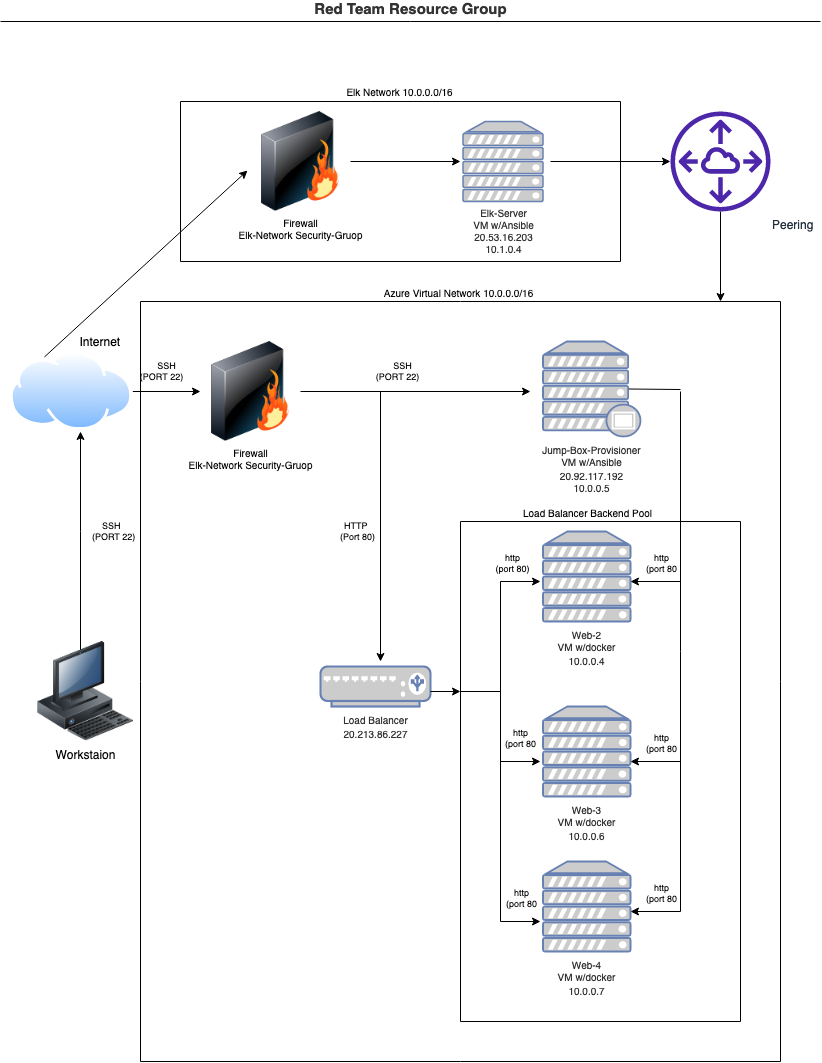 Red Team Resource Group
Elk Network 10.0.0.0/16
Firewall
Elk-Network Security-Gruop
Elk-Server
VM w/Ansible
20.53.16.203
10.1.0.4
Peering
Azure Virtual Network 10.0.0.0/16
Internet
SSH
(PORT 22)
Firewall
Elk-Network Security-Gruop
SSH
(PORT 22)
Jump-Box-Provisioner
VM w/Ansible
20.92.117.192
10.0.0.5
SSH
(PORT 22)
HTTP
(Port 80)
Load Balancer Backend Pool
http
(port 80)
http
(port 80
Web-2
VM w/docker
10.0.0.4
Workstaion
Load Balancer
20.213.86.227
http
(port 80
http
(port 80
Web-3
VM w/docker
10.0.0.6
http
(port 80
http
(port 80
Web-4
VM w/docker
10.0.0.7